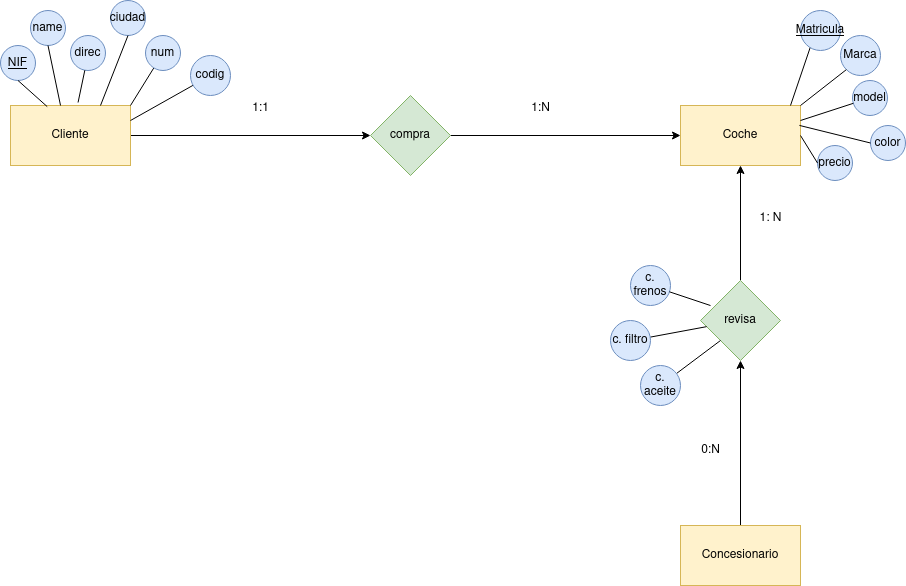 ciudad
name
NIF
direc
num
codig
Matricula
Marca
model
color
precio
1:1
1:N
Cliente
compra
Coche
1: N
c.
frenos
revisa
c. filtro
c.
aceite
0:N
Concesionario